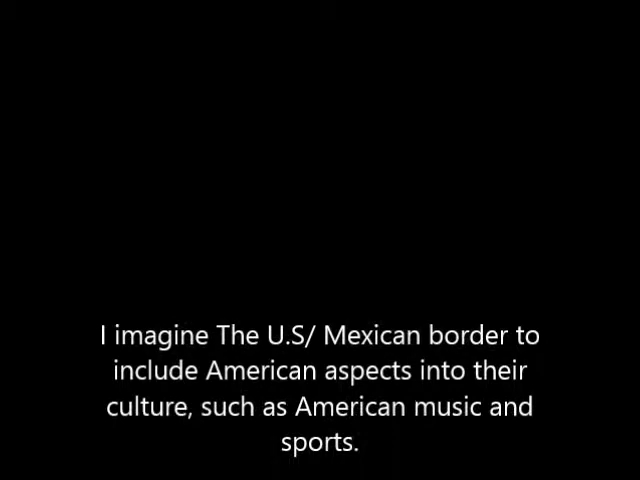 I imagine The U.S/ Mexican border to
include American aspects into their
culture, such as American music and
sports.